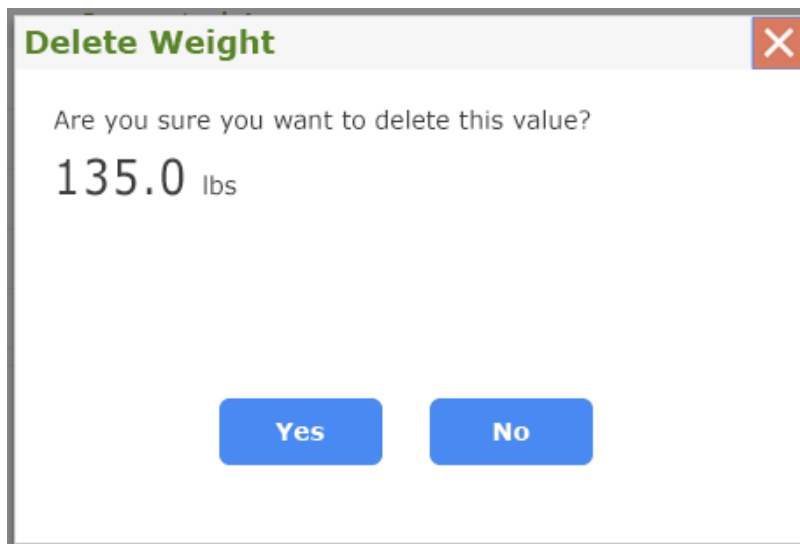 Delete Weight
Are you sure you want to delete this value?
135.0 lbs
Yes No